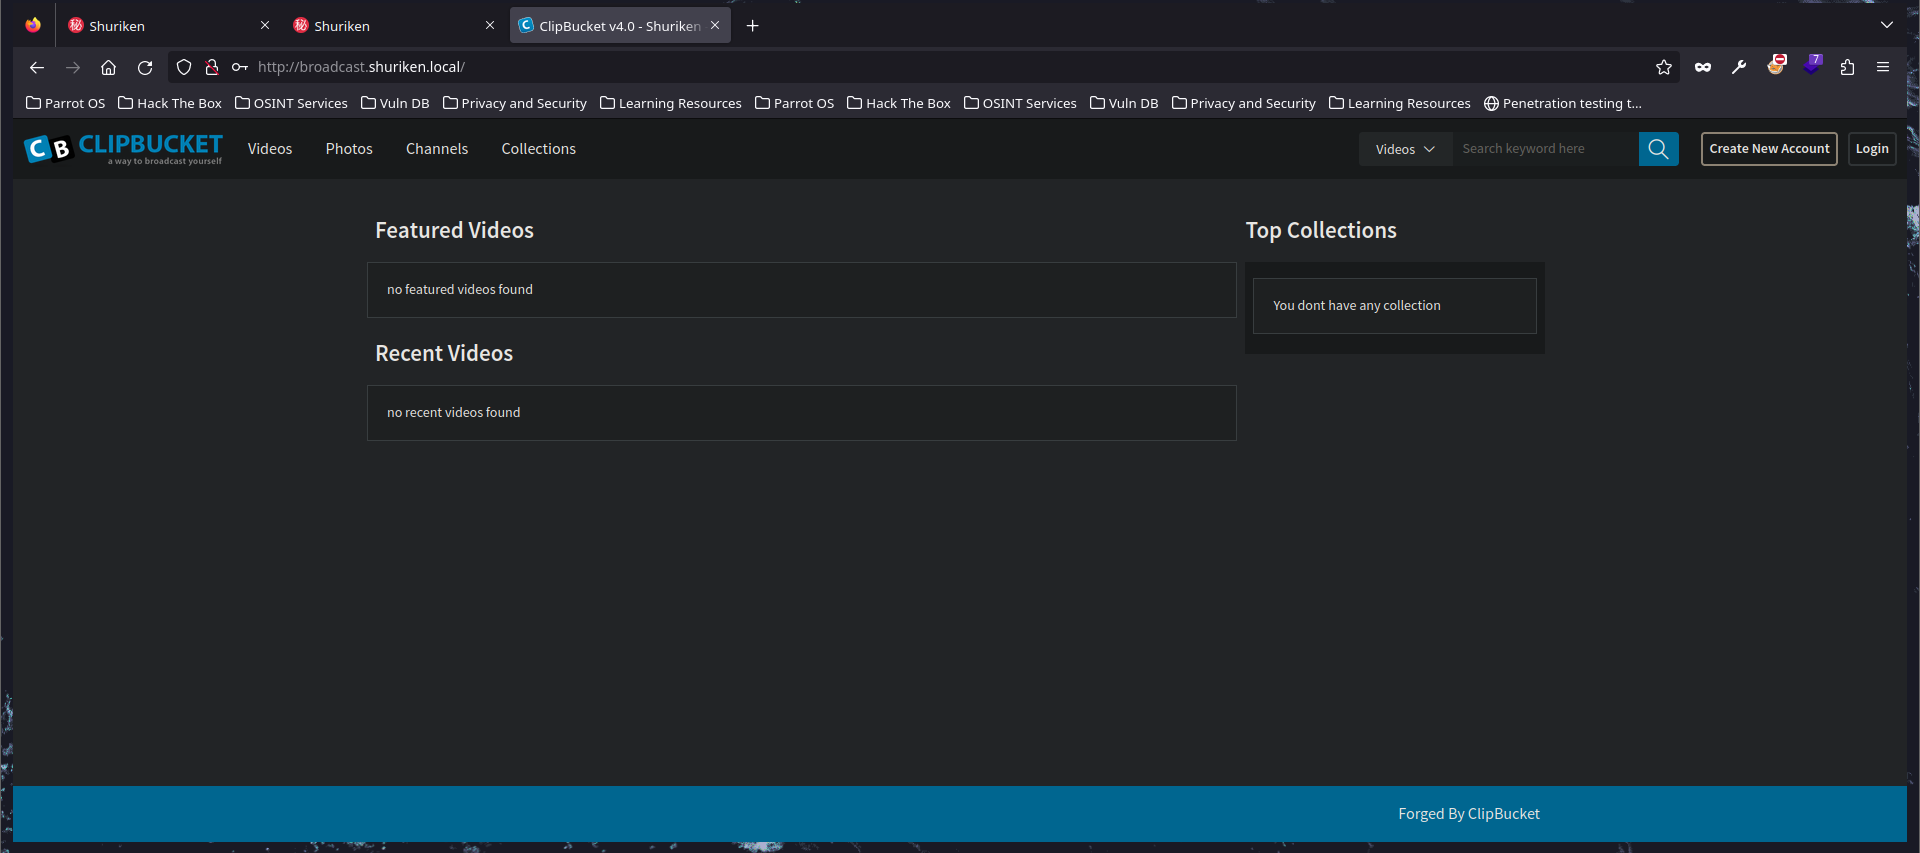 Shuriken
Shuriken
ClipBucket v4.0 - Shuriken
http://broadcast.shuriken.local/
7
Parrot OS Hack The Box OSINT Services Vuln DB Privacy and Security Learning Resources Parrot OS Hack The Box OSINT Services Vuln DB Privacy and Security Learning Resources Penetration testing t...
CB CLIPBUCKET
a way to broadcast yourself
Videos Photos Channels Collections
Videos Search keyword here Create New Account Login
Featured Videos
no featured videos found
Recent Videos
no recent videos found
Top Collections
You dont have any collection
Forged By ClipBucket